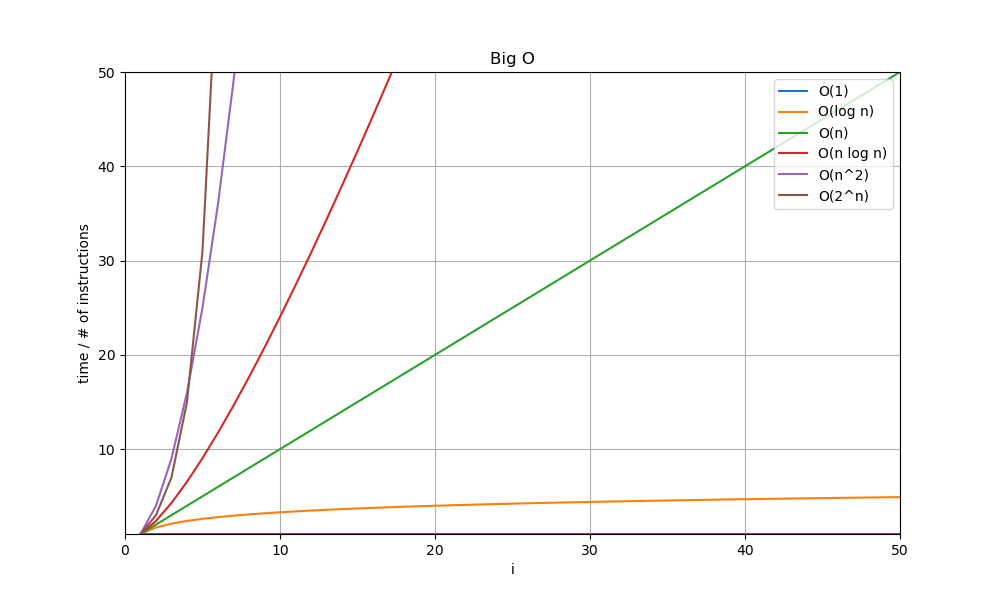 Big O
50
40
30
20
10
time / # of instructions
O(1)
O(log n)
O(n)
O(n log n)
O(n^2)
O(2^n)
0 10 20 30 40 50
i